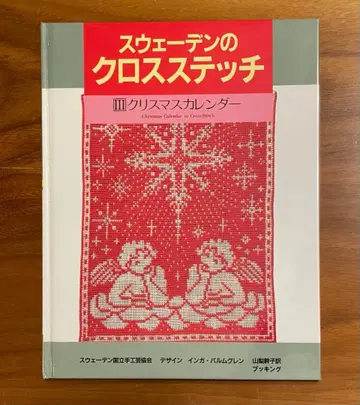 スウェーデンの
クロスステッチ
III クリスマスカレンダー
Christmas Calendar in Cross-Stitch
スウェーデン国立手工芸協会 デザイン インガ・パルムグレン 山梨幹子訳
ブッキング